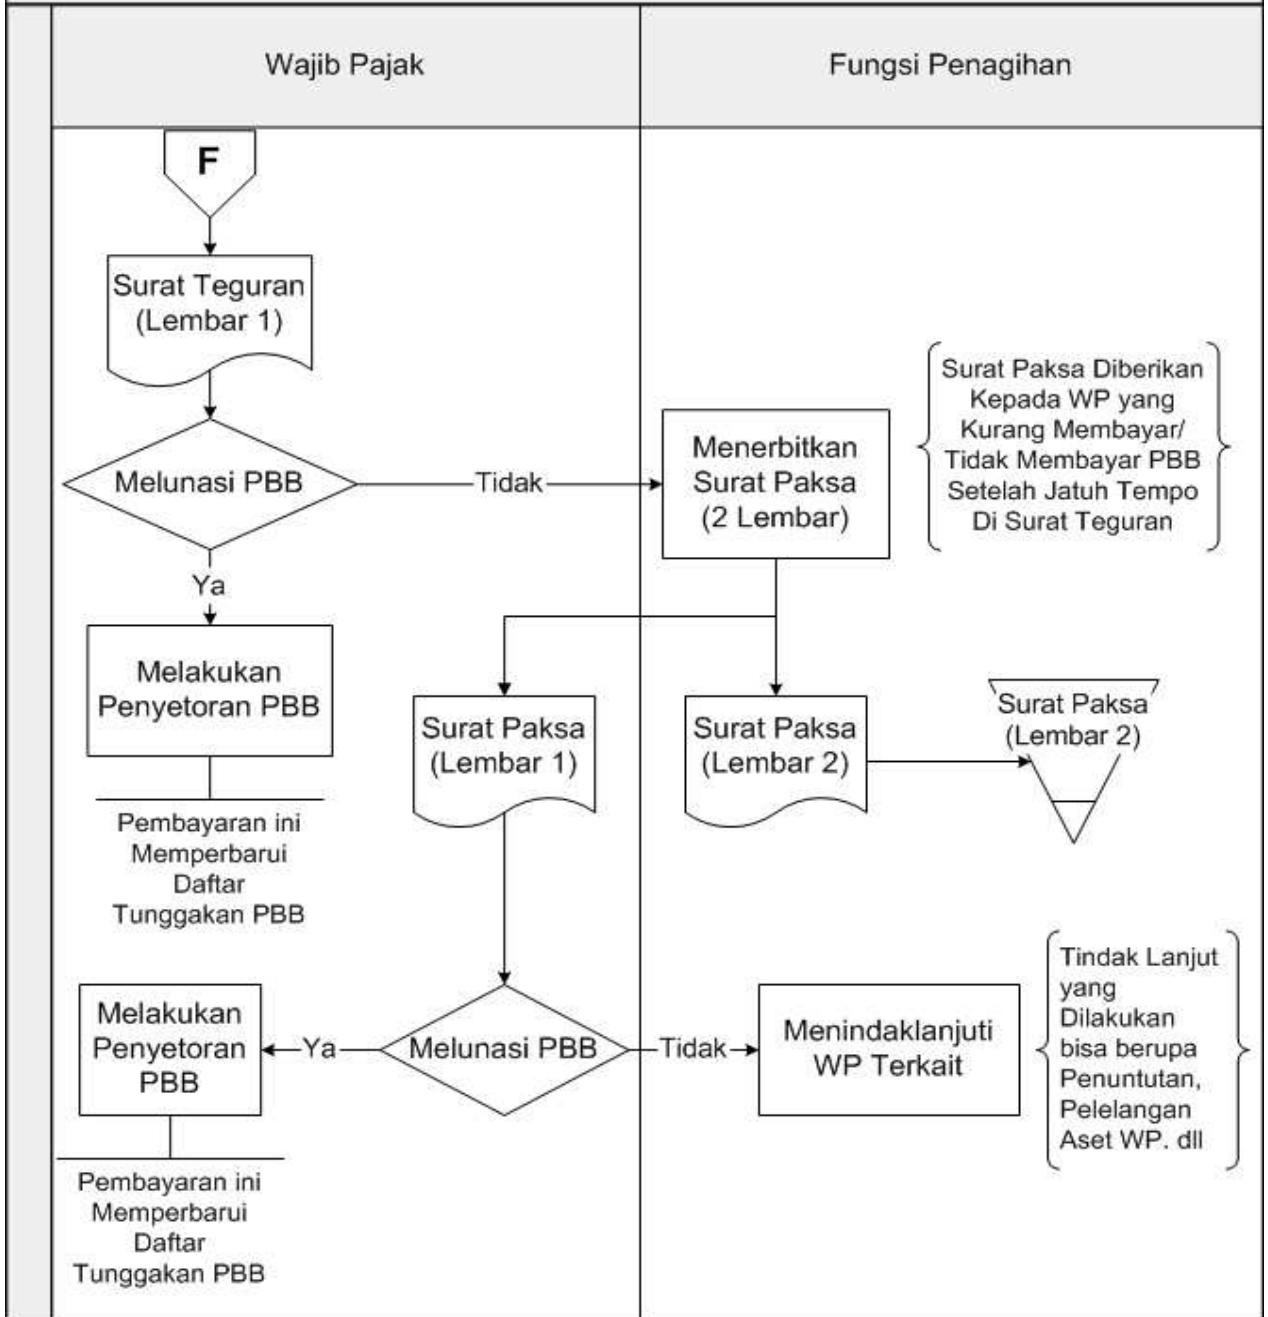 Wajib Pajak
Fungsi Penagihan
F
Surat Teguran
(Lembar 1)
Melunasi PBB
Tidak
Menerbitkan
Surat Paksa
(2 Lembar)
Surat Paksa Diberikan
Kepada WP yang
Kurang Membayar/
Tidak Membayar PBB
Setelah Jatuh Tempo
Di Surat Teguran
Ya
Melakukan
Penyetoran PBB
Pembayaran ini
Memperbarui
Daftar
Tunggakan PBB
Surat Paksa
(Lembar 1)
Surat Paksa
(Lembar 2)
Surat Paksa
(Lembar 2)
Melakukan
Penyetoran
PBB
Ya
Melunasi PBB
Tidak
Menindaklanjuti
WP Terkait
Tindak Lanjut
yang
Dilakukan
bisa berupa
Penuntutan,
Pelelangan
Aset WP. dll
Pembayaran ini
Memperbarui
Daftar
Tunggakan PBB